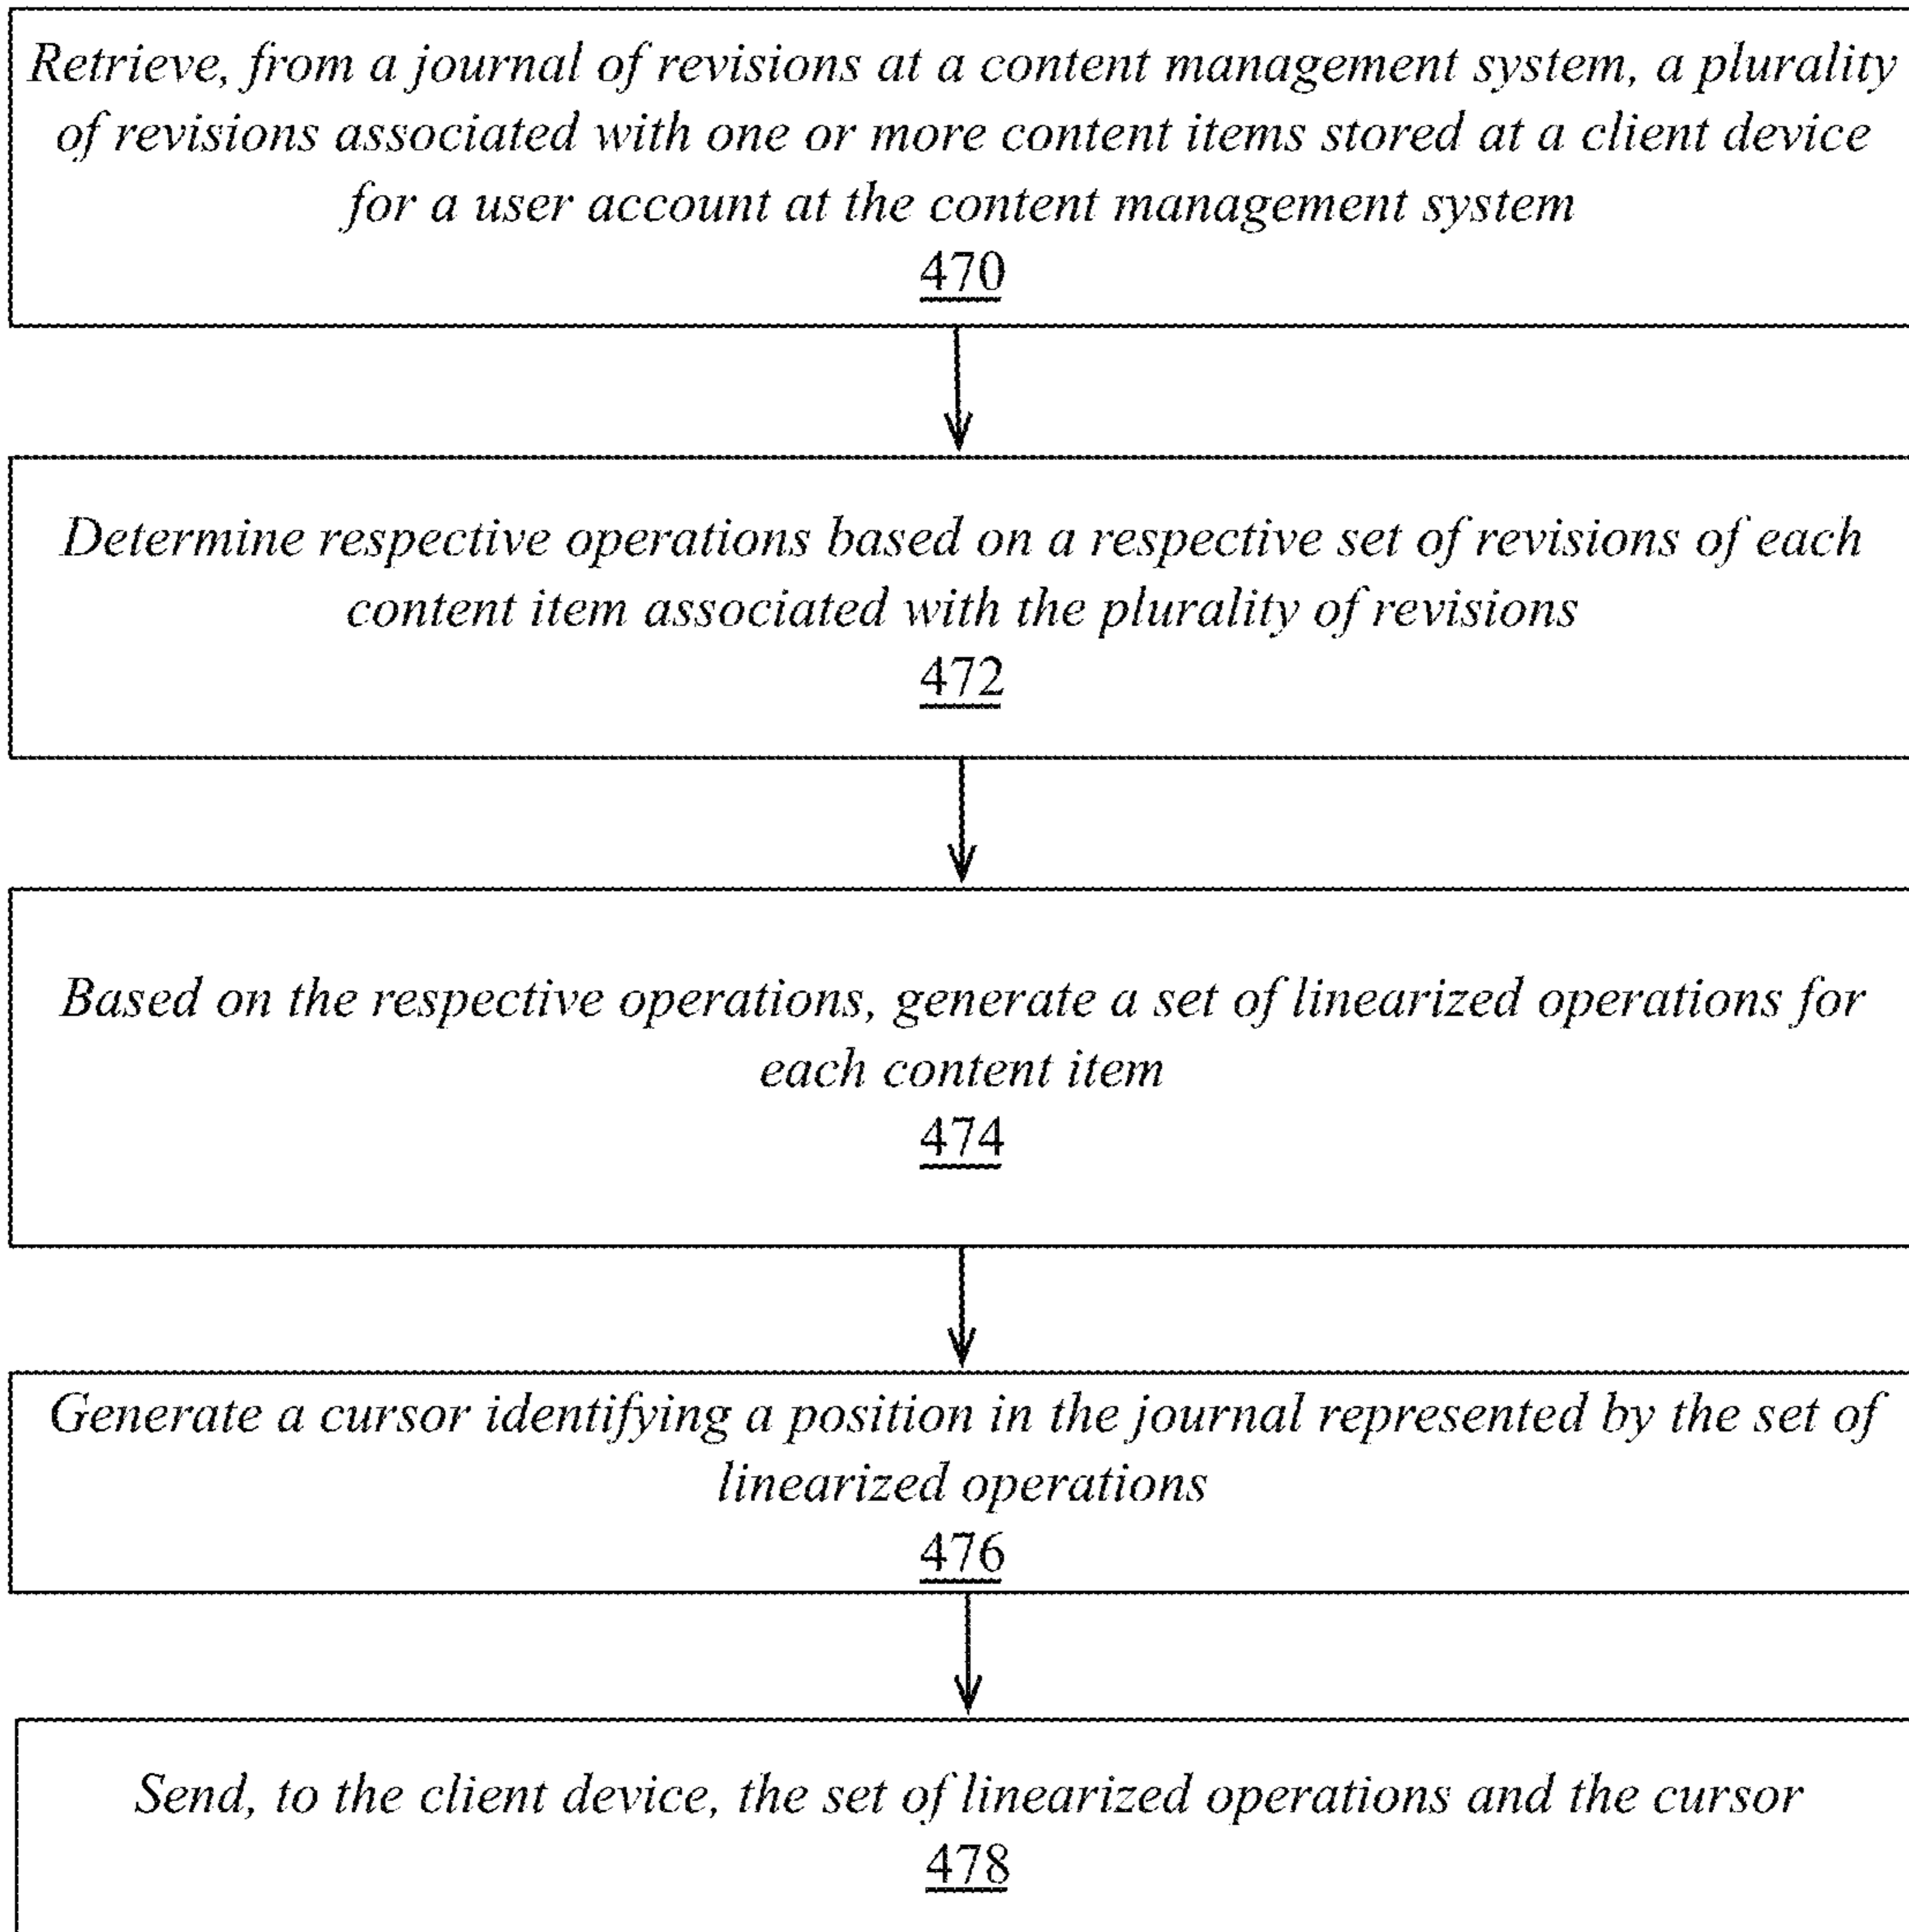 Retrieve, from a journal of revisions at a content management system, a plurality
of revisions associated with one or more content items stored at a client device
for a user account at the content management system
470
Determine respective operations based on a respective set of revisions of each
content item associated with the plurality of revisions
472
Based on the respective operations, generate a set of linearized operations for
each content item
474
Generate a cursor identifying a position in the journal represented by the set of
linearized operations
476
Send, to the client device, the set of linearized operations and the cursor
478